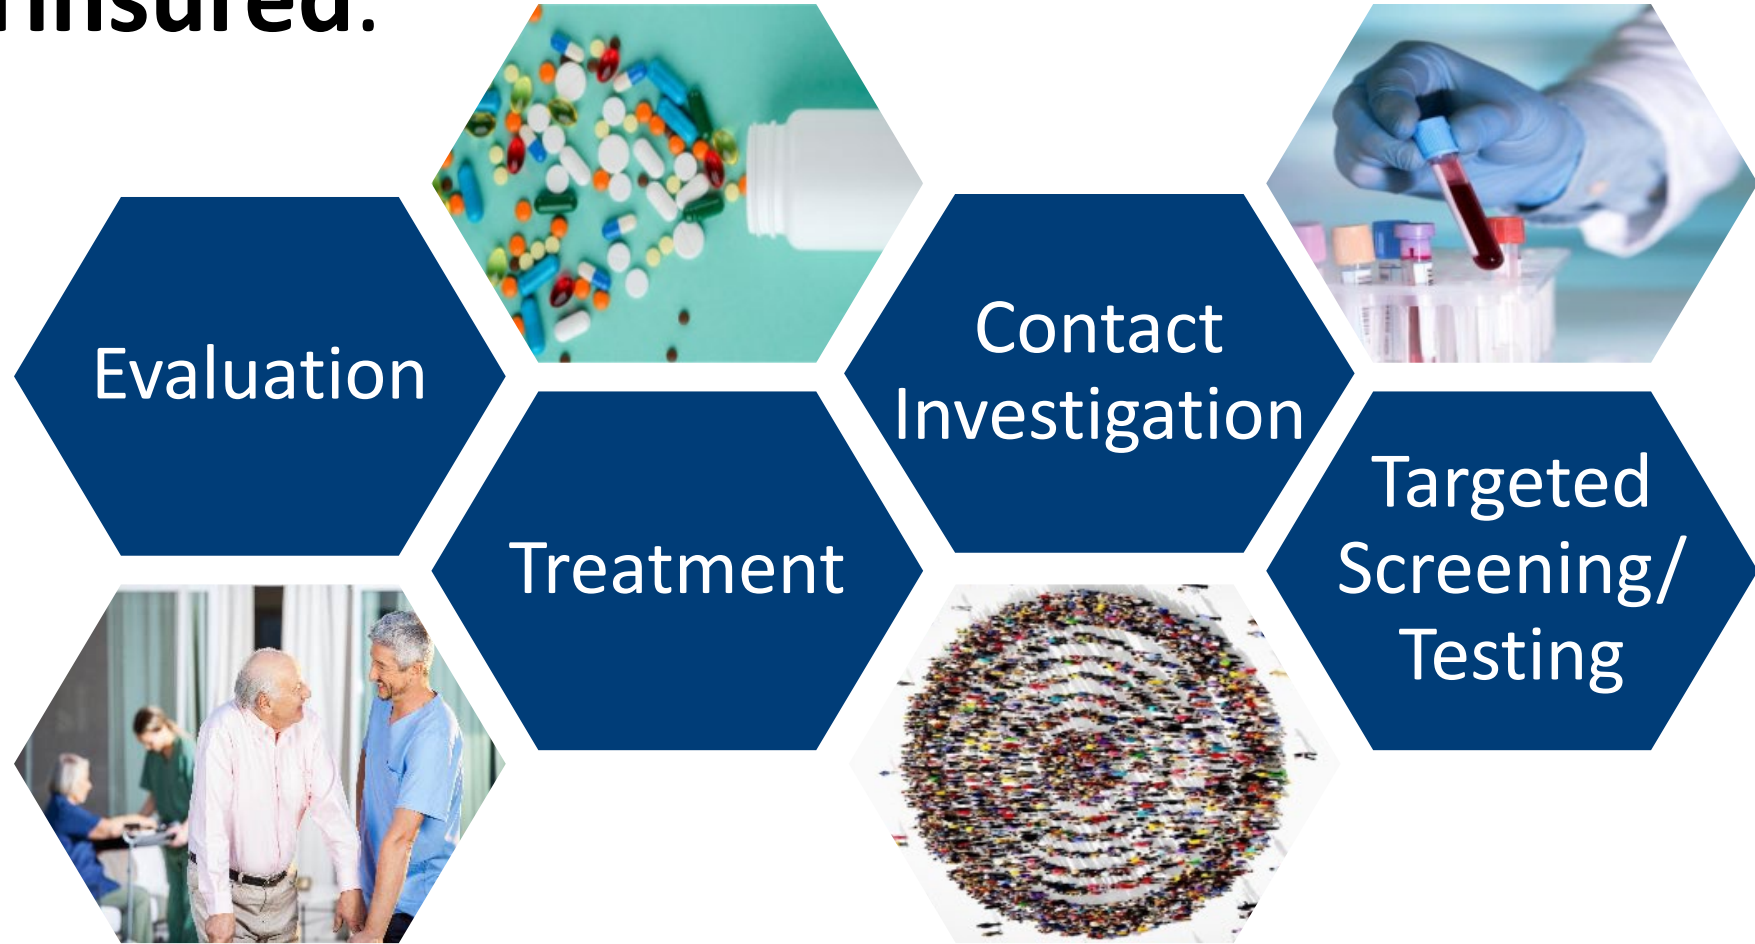 Evaluation
Treatment
Contact
Investigation
Targeted
Screening/
Testing